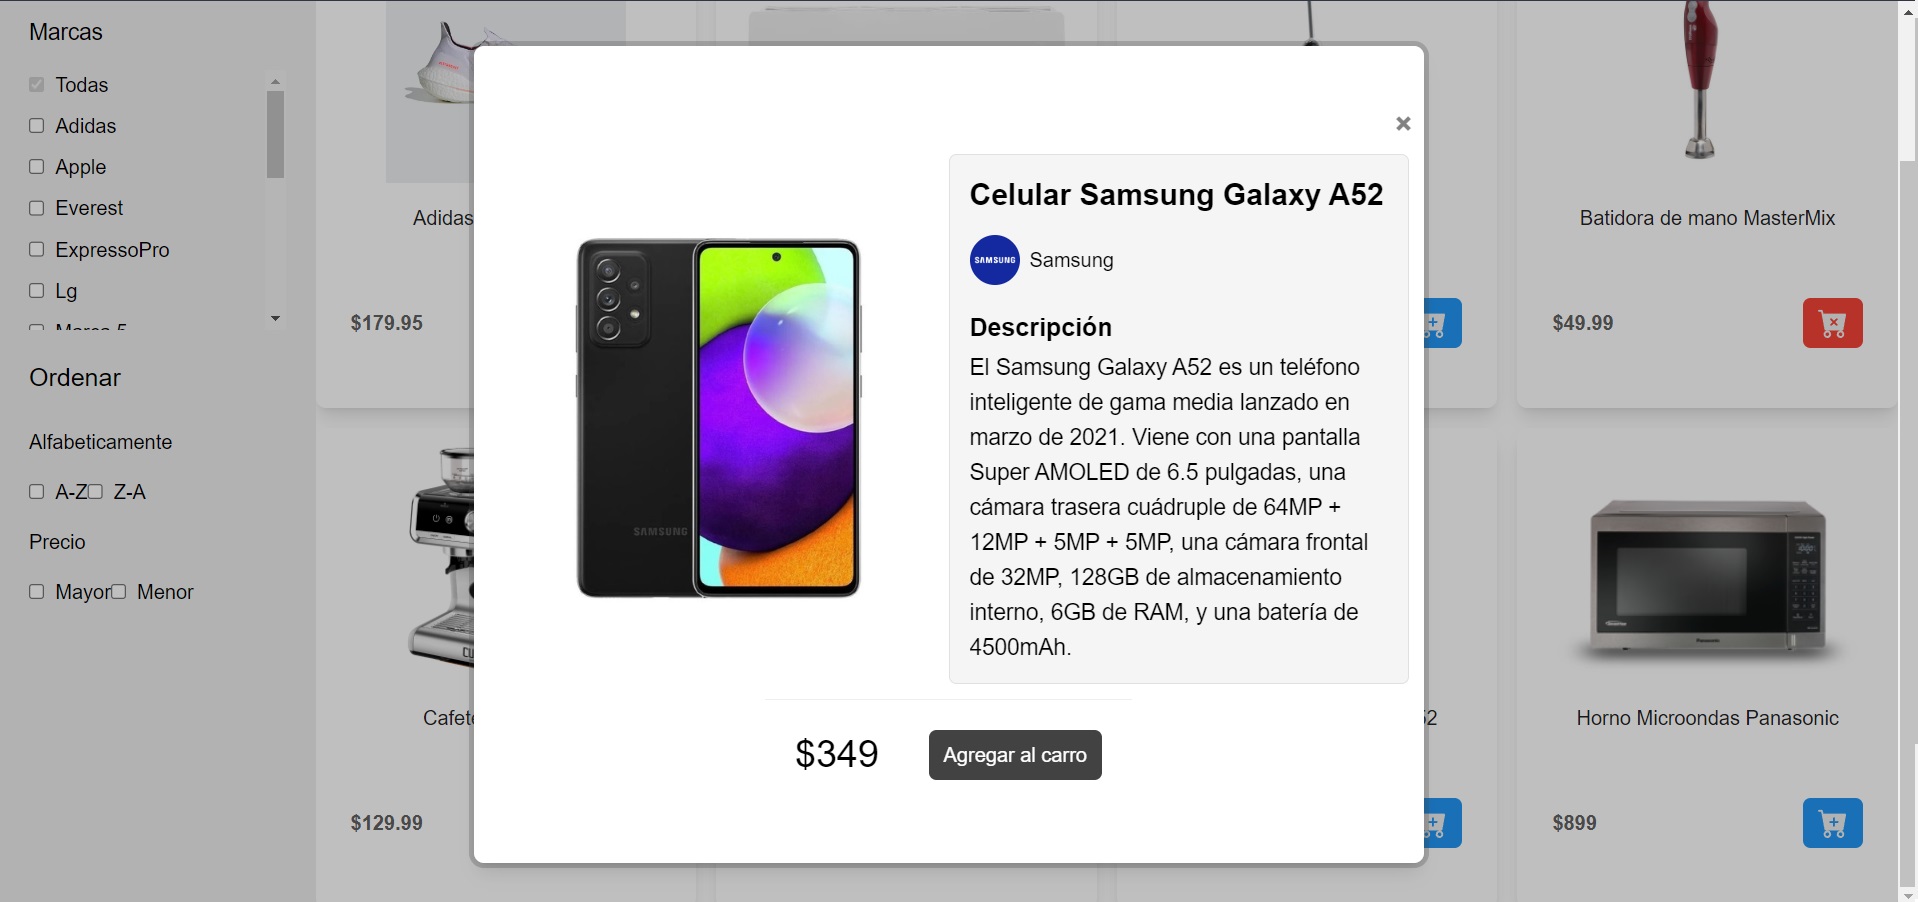 Marcas
Todas
Adidas
Apple
Everest
ExpressoPro
Lg
Marca 5
Ordenar
Alfabeticamente
A-Z Z-A
Precio
Mayor Menor
Adidas
$179.95
Batidora de mano MasterMix
$49.99
$129.99
Horno Microondas Panasonic
$899
×
Celular Samsung Galaxy A52
SAMSUNG
Samsung
Descripción
El Samsung Galaxy A52 es un teléfono
inteligente de gama media lanzado en
marzo de 2021. Viene con una pantalla
Super AMOLED de 6.5 pulgadas, una
cámara trasera cuádruple de 64MP +
12MP + 5MP + 5MP, una cámara frontal
de 32MP, 128GB de almacenamiento
interno, 6GB de RAM, y una batería de
4500mAh.
SAMSUNG
$349
Agregar al carro